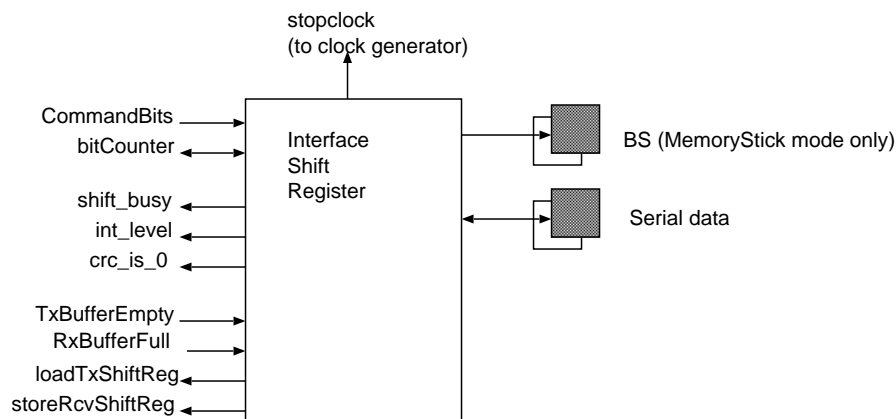 stopclock
(to clock generator)
CommandBits
bitCounter
Interface
Shift
Register
BS (MemoryStick mode only)
shift_busy
int_level
crc_is_0
Serial data
TxBufferEmpty
RxBufferFull
loadTxShiftReg
storeRcvShiftReg